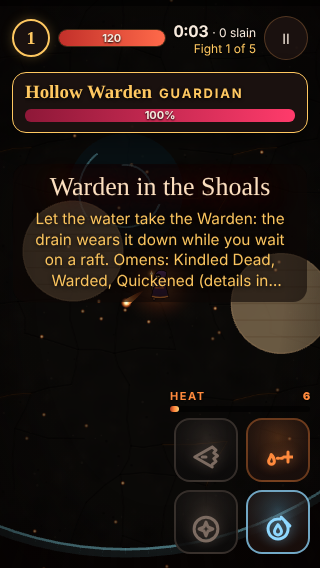 1
120
0:03 · 0 slain
Fight 1 of 5
Hollow Warden GUARDIAN
100%
Warden in the Shoals
Let the water take the Warden: the
drain wears it down while you wait
on a raft. Omens: Kindled Dead,
Warded, Quickened (details in...
HEAT 6